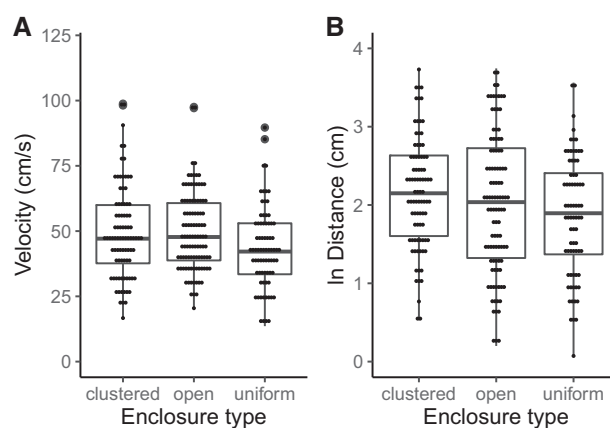 A
Velocity (cm/s)
125
100
75
50
25
0
clustered open uniform
Enclosure type
B
ln Distance (cm)
4
3
2
1
0
clustered open uniform
Enclosure type